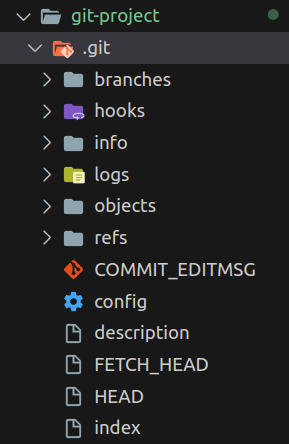 git-project
.git
branches
hooks
info
logs
objects
refs
COMMIT_EDITMSG
config
description
FETCH_HEAD
HEAD
index